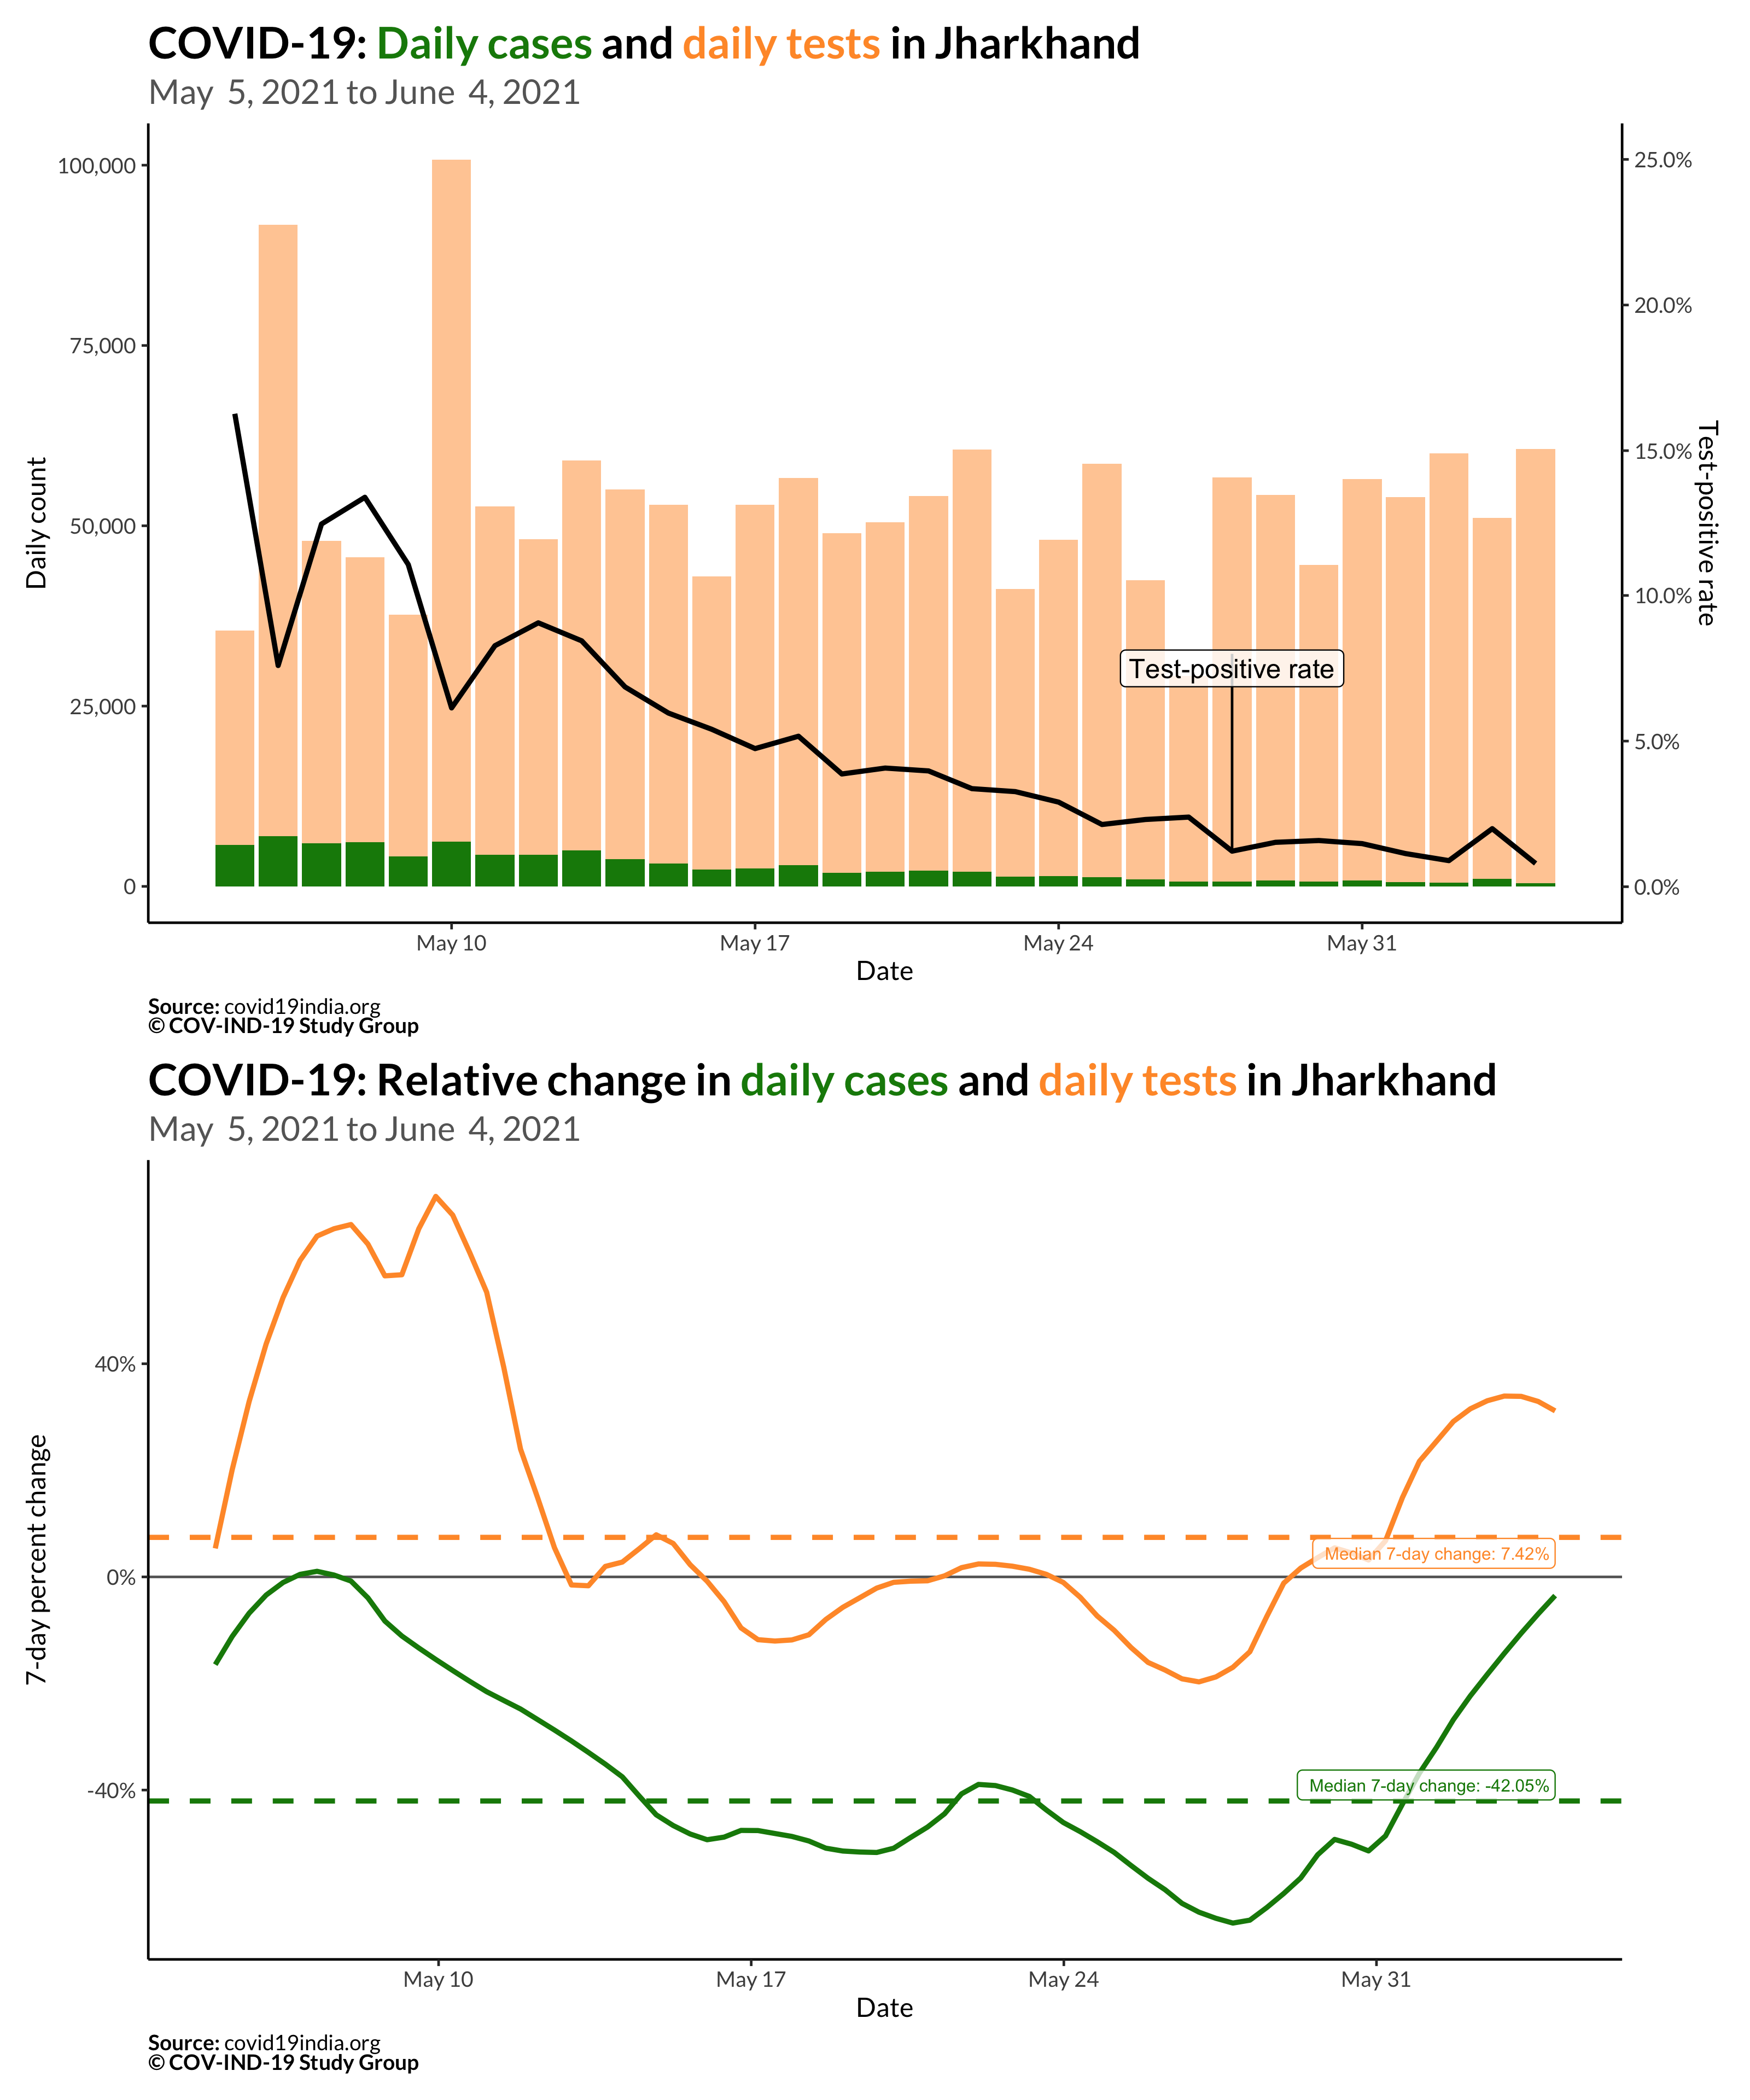 COVID-19: Daily cases and daily tests in Jharkhand
May 5, 2021 to June 4, 2021
100,000
75,000
50,000
25,000
0
Daily count
25.0%
20.0%
15.0%
10.0%
5.0%
0.0%
Test-positive rate
Test-positive rate
May 10
May 17
May 24
May 31
Date
Source: covid19india.org
© COV-IND-19 Study Group
COVID-19: Relative change in daily cases and daily tests in Jharkhand
May 5, 2021 to June 4, 2021
40%
0%
-40%
7-day percent change
Median 7-day change: 7.42%
Median 7-day change: -42.05%
May 10
May 17
May 24
May 31
Date
Source: covid19india.org
© COV-IND-19 Study Group